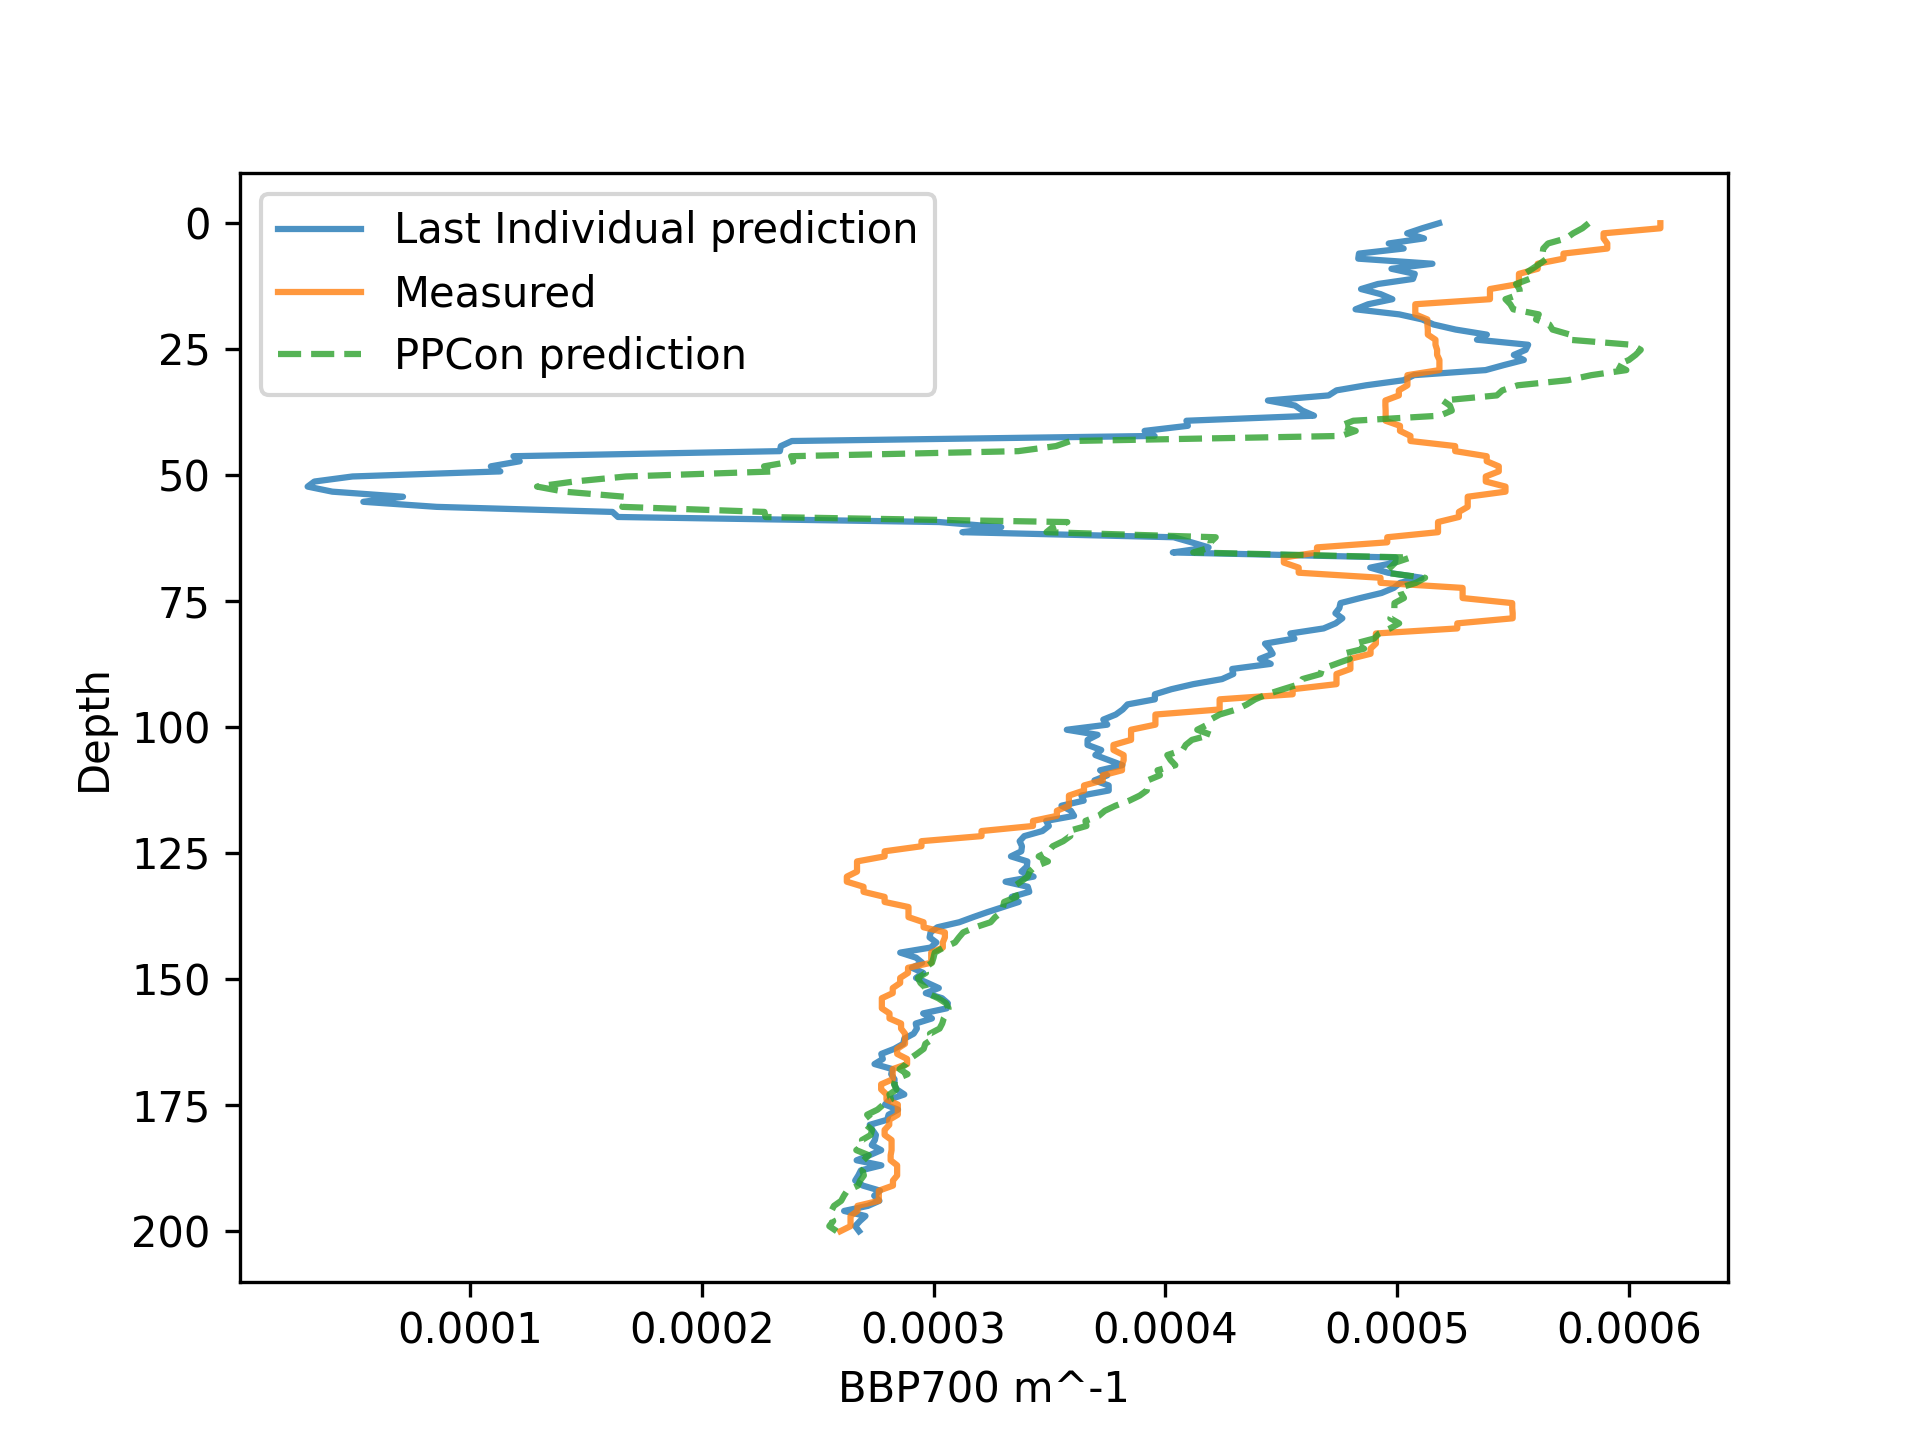 Last Individual prediction
Measured
PPCon prediction
0
25
50
75
100
125
150
175
200
Depth
0.0001 0.0002 0.0003 0.0004 0.0005 0.0006
BBP700 m^-1